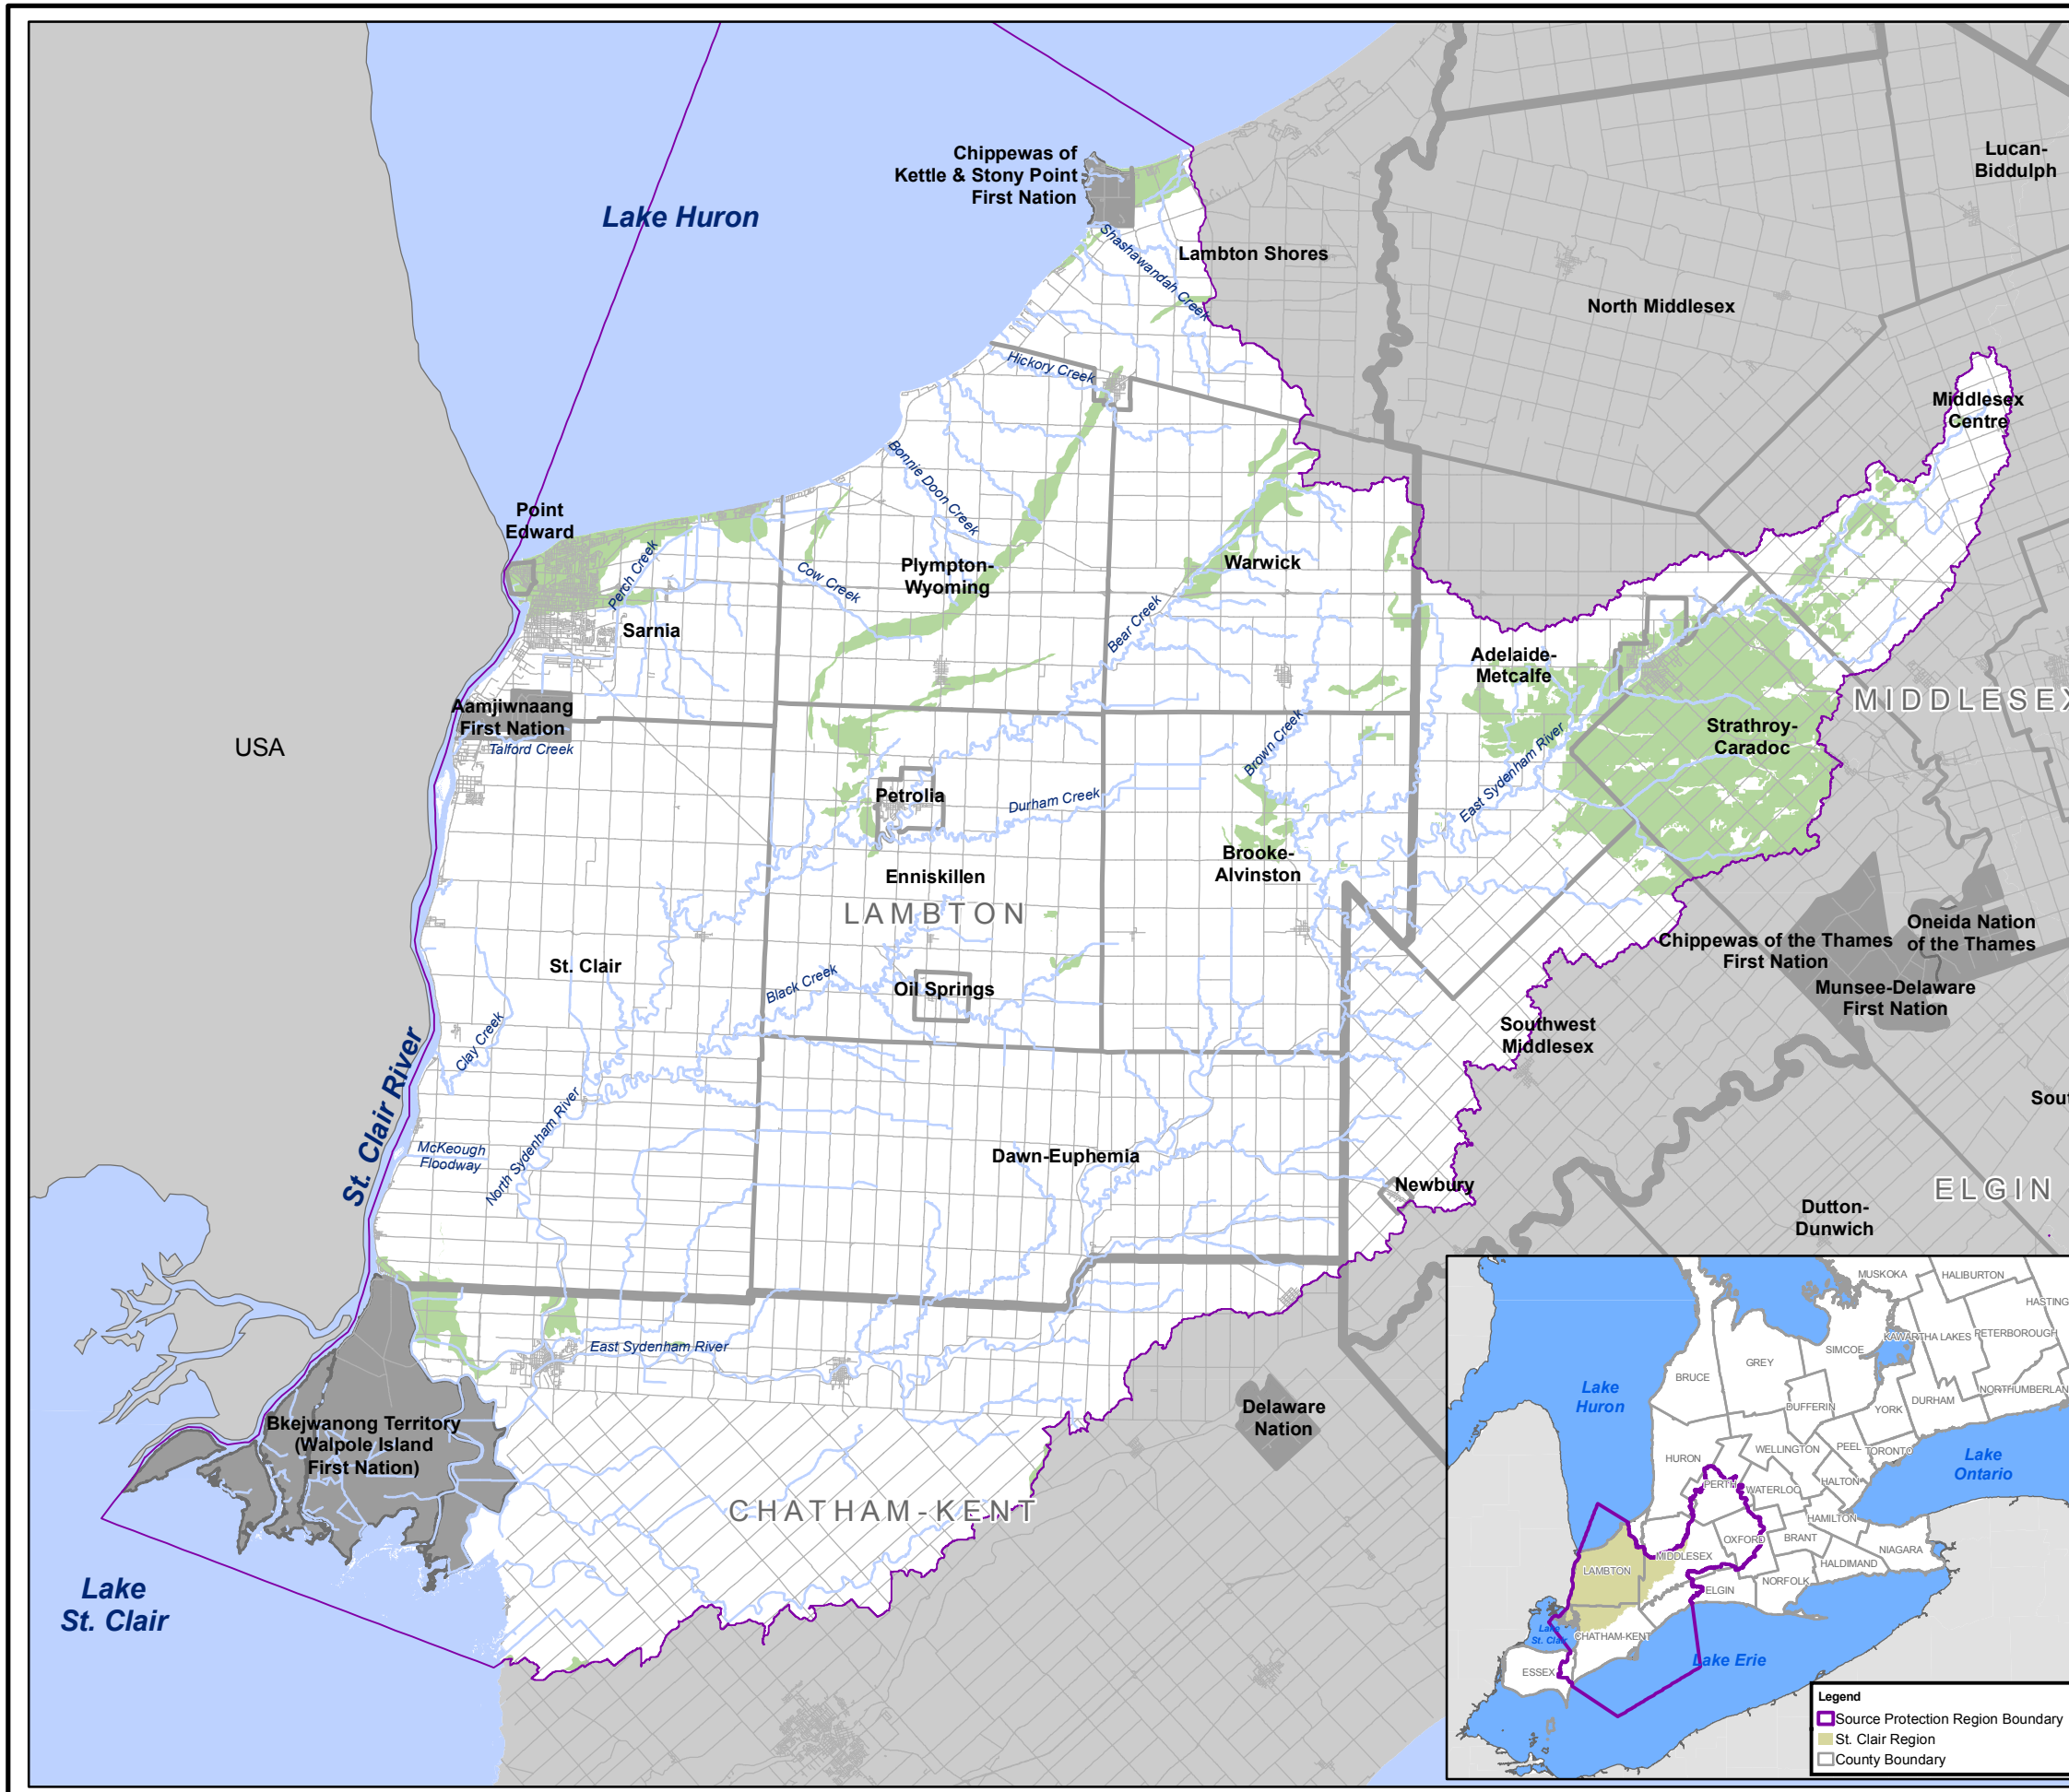 Lake Huron
Chippewas of
Kettle & Stony Point
First Nation
Lucan-
Biddulph
Shashawandah Creek
Lambton Shores
North Middlesex
Hickory Creek
Middlesex
Centre
Bonnie Doon Creek
Point
Edward
Perch Creek
Cow Creek
Plympton-
Wyoming
Warwick
Sarnia
Bear Creek
Adelaide-
Metcalfe
MIDDLESEX
Aamjiwnaang
First Nation
Talford Creek
USA
Strathroy-
Caradoc
Brown Creek
East Sydenham River
Petrolia
Durham Creek
Brooke-
Alvinston
Enniskillen
LAMBTON
Oneida Nation
of the Thames
Chippewas of the Thames
First Nation
St. Clair
Black Creek
Oil Springs
Munsee-Delaware
First Nation
Clay Creek
Southwest
Middlesex
St. Clair River
Sout
McKeough
Floodway
North Sydenham River
Dawn-Euphemia
Newbury
ELGIN
Dutton-
Dunwich
East Sydenham River
Bkejwanong Territory
(Walpole Island
First Nation)
Delaware
Nation
CHATHAM-KENT
Lake
St. Clair
MUSKOKA
HALIBURTON
HASTING
KAWARTHA LAKES
PETERBOROUGH
SIMCOE
GREY
BRUCE
Lake
Huron
NORTHUMBERLAN
DURHAM
DUFFERIN
YORK
WELLINGTON
PEEL
TORONTO
Lake
Ontario
HURON
HALTON
PERTH
WATERLOO
HAMILTON
OXFORD
BRANT
NIAGARA
MIDDLESEX
HALDIMAND
LAMBTON
NORFOLK
ELGIN
Lake
St. Clair
CHATHAM-KENT
Lake Erie
ESSEX
Legend
Source Protection Region Boundary
St. Clair Region
County Boundary